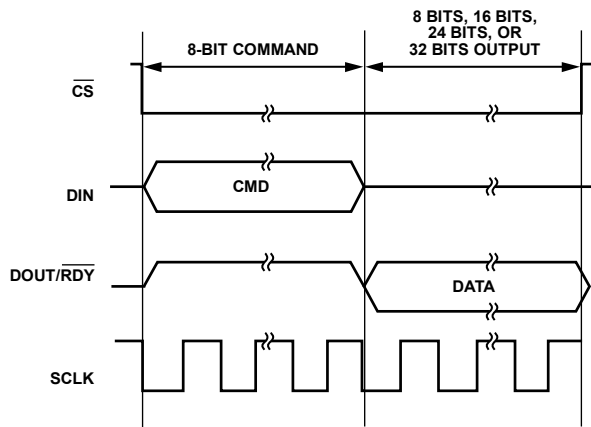 8-BIT COMMAND
8 BITS, 16 BITS,
24 BITS, OR
32 BITS OUTPUT
CS
DIN
CMD
DOUT/RDY
DATA
SCLK